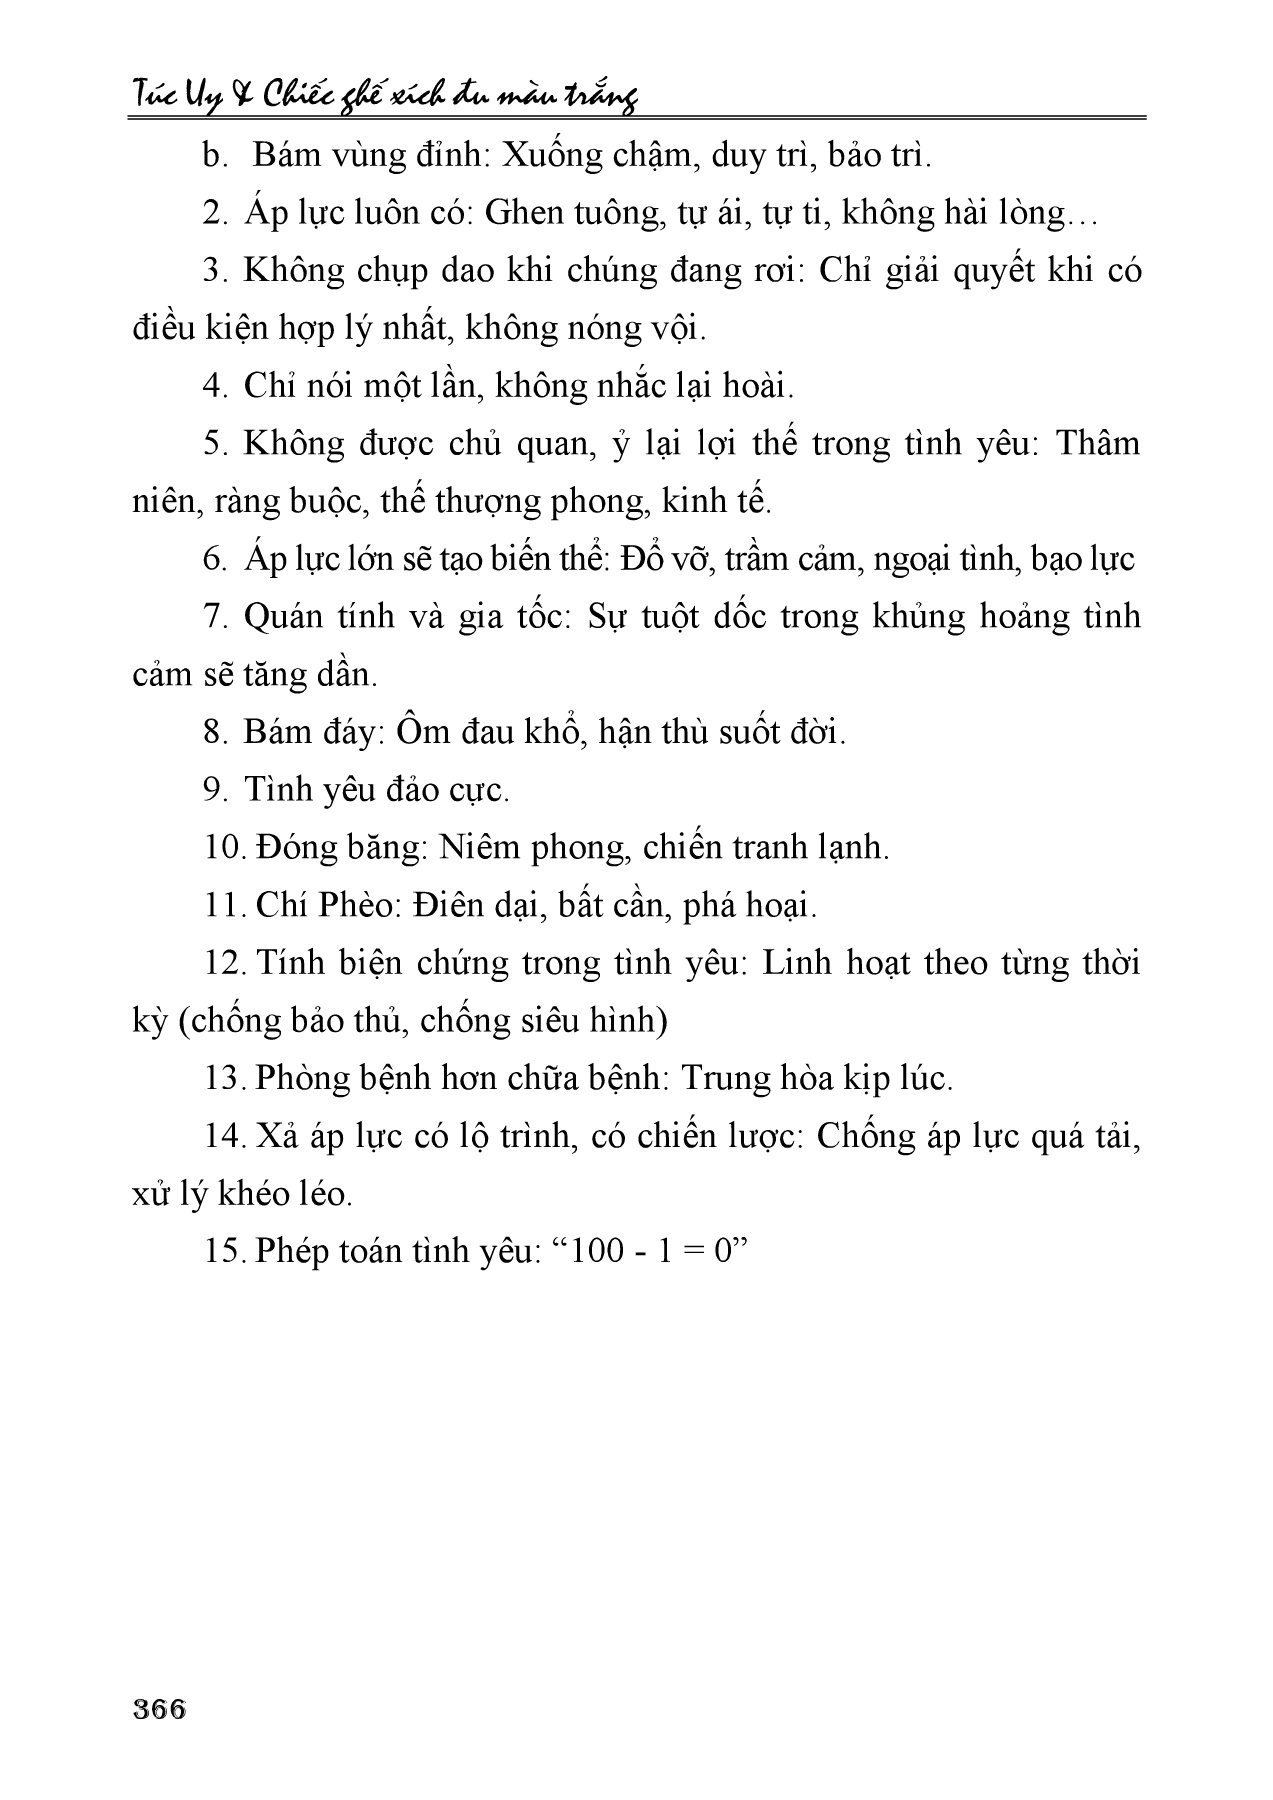 Túc Uy & Chiếc ghế xích đu màu trắng
b. Bám vùng đỉnh: Xuống chậm, duy trì, bảo trì.
2. Áp lực luôn có: Ghen tuông, tự ái, tự ti, không hài lòng…
3. Không chụp dao khi chúng đang rơi: Chỉ giải quyết khi có
điều kiện hợp lý nhất, không nóng vội.
4. Chỉ nói một lần, không nhắc lại hoài.
5. Không được chủ quan, ỷ lại lợi thế trong tình yêu: Thâm
niên, ràng buộc, thế thượng phong, kinh tế.
6. Áp lực lớn sẽ tạo biến thể: Đổ vỡ, trầm cảm, ngoại tình, bạo lực
7. Quán tính và gia tốc: Sự tuột dốc trong khủng hoảng tình
cảm sẽ tăng dần.
8. Bám đáy: Ôm đau khổ, hận thù suốt đời.
9. Tình yêu đảo cực.
10. Đóng băng: Niêm phong, chiến tranh lạnh.
11. Chí Phèo: Điên dại, bất cần, phá hoại.
12. Tính biện chứng trong tình yêu: Linh hoạt theo từng thời
kỳ (chống bảo thủ, chống siêu hình)
13. Phòng bệnh hơn chữa bệnh: Trung hòa kịp lúc.
14. Xả áp lực có lộ trình, có chiến lược: Chống áp lực quá tải,
xử lý khéo léo.
15. Phép toán tình yêu: “100 - 1 = 0”
366